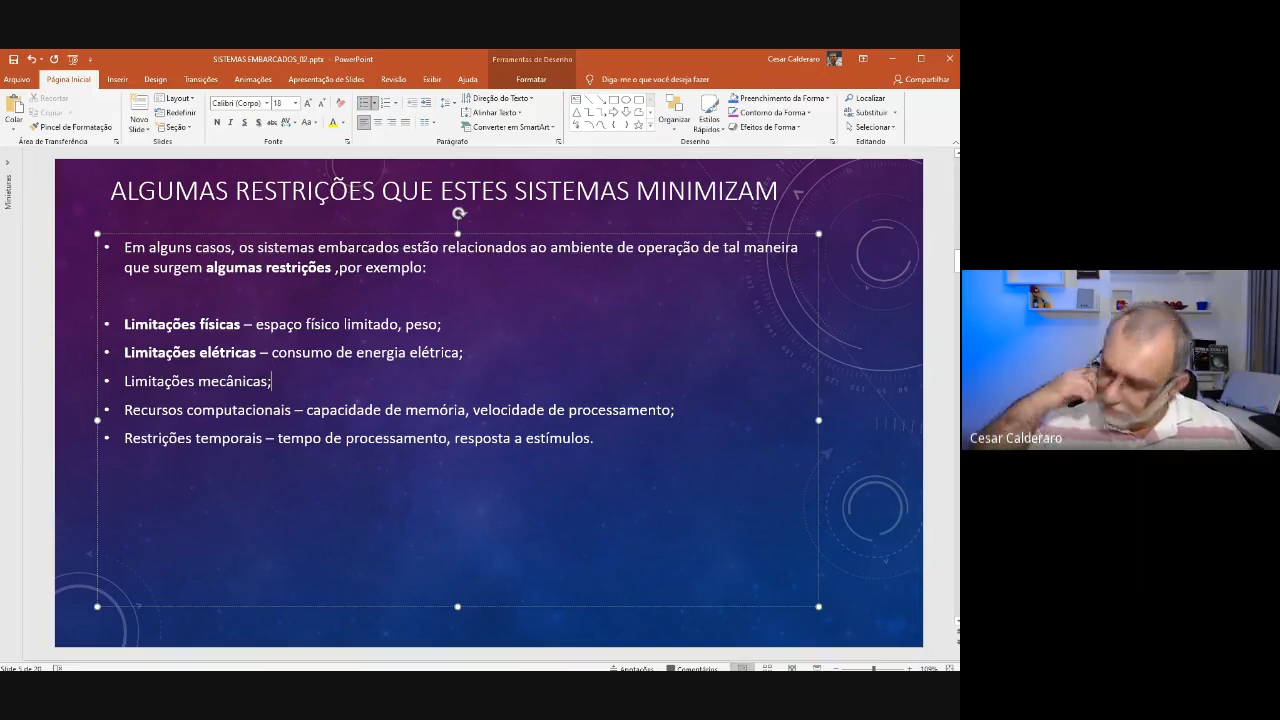 SISTEMAS EMBARCADOS_02.pptx - PowerPoint
Ferramentas de Desenho
Cesar Calderaro
Arquivo Página Inicial Inserir Design Transições Animações Apresentação de Slides Revisão Exibir Ajuda Formatar Diga-me o que você deseja fazer Compartilhar
Colar
Recortar
Copiar
Pincel de Formatação
Área de Transferência
Novo
Slide
Layout
Redefinir
Seção
Slides
Calibri (Corpo) 18
N I S S abc AV Aa A
Fonte
Direção do Texto
Alinhar Texto
Converter em SmartArt
Parágrafo
Organizar
Estilos
Rápidos
Preenchimento da Forma
Contorno da Forma
Efeitos de Forma
Desenho
Localizar
Substituir
Selecionar
Editando
Miniaturas
ALGUMAS RESTRIÇÕES QUE ESTES SISTEMAS MINIMIZAM
• Em alguns casos, os sistemas embarcados estão relacionados ao ambiente de operação de tal maneira
que surgem algumas restrições ,por exemplo:
• Limitações físicas – espaço físico limitado, peso;
• Limitações elétricas – consumo de energia elétrica;
• Limitações mecânicas;
• Recursos computacionais – capacidade de memória, velocidade de processamento;
• Restrições temporais – tempo de processamento, resposta a estímulos.
Cesar Calderaro
Slide 5 de 20
Anotações Comentários 109%